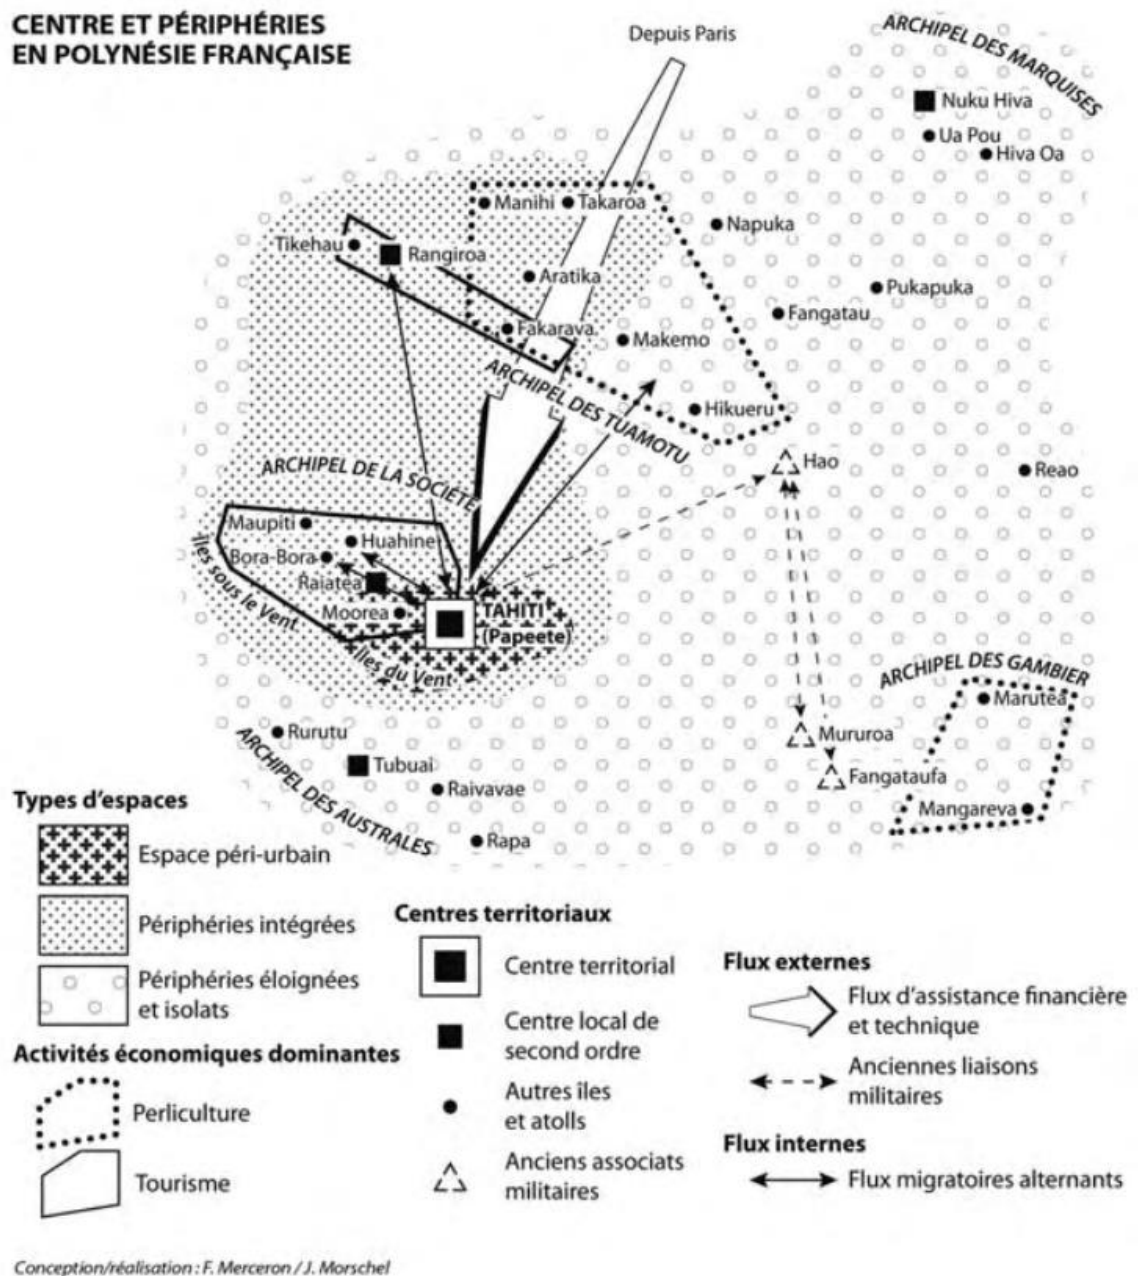 CENTRE ET PÉRIPHÉRIES
EN POLYNÉSIE FRANÇAISE
Depuis Paris
ARCHIPEL DES MARQUISES
Nuku Hiva
Ua Pou
Hiva Oa
Manihi
Takaroa
Napuka
Tikehau
Rangiroa
Aratika
Pukapuka
Fangatau
Fakarava
Makemo
ARCHIPEL DES TUAMOTU
Hikueru
Hao
Reao
ARCHIPEL DE LA SOCIÉTÉ
Maupiti
Huahine
Bora-Bora
Raiatea
Îles sous le Vent
Moorea
TAHITI
(Papeete)
Îles du Vent
ARCHIPEL DES GAMBIER
Marutea
Mururoa
Fangataufa
Mangareva
Rurutu
Tubuai
Raivavae
Rapa
ARCHIPEL DES AUSTRALES
Types d'espaces
Espace péri-urbain
Périphéries intégrées
Périphéries éloignées
et isolats
Activités économiques dominantes
Perliculture
Tourisme
Centres territoriaux
Centre territorial
Centre local de
second ordre
Autres îles
et atolls
Anciens associats
militaires
Flux externes
Flux d'assistance financière
et technique
Anciennes liaisons
militaires
Flux internes
Flux migratoires alternants
Conception/réalisation : F. Merceron / J. Morschel